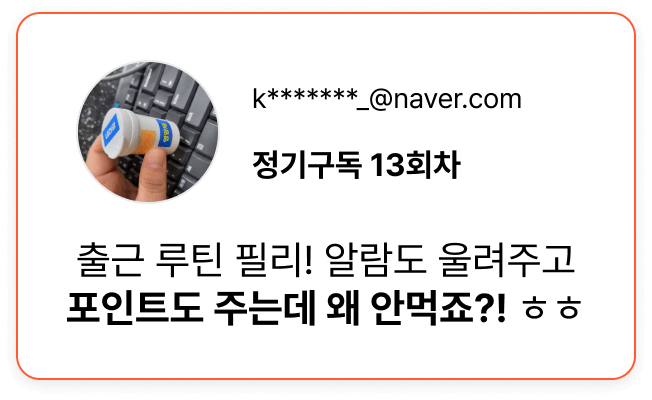 k*******_@naver.com
정기구독 13회차
출근 루틴 필리! 알람도 울려주고
포인트도 주는데 왜 안먹죠?! ㅎㅎ